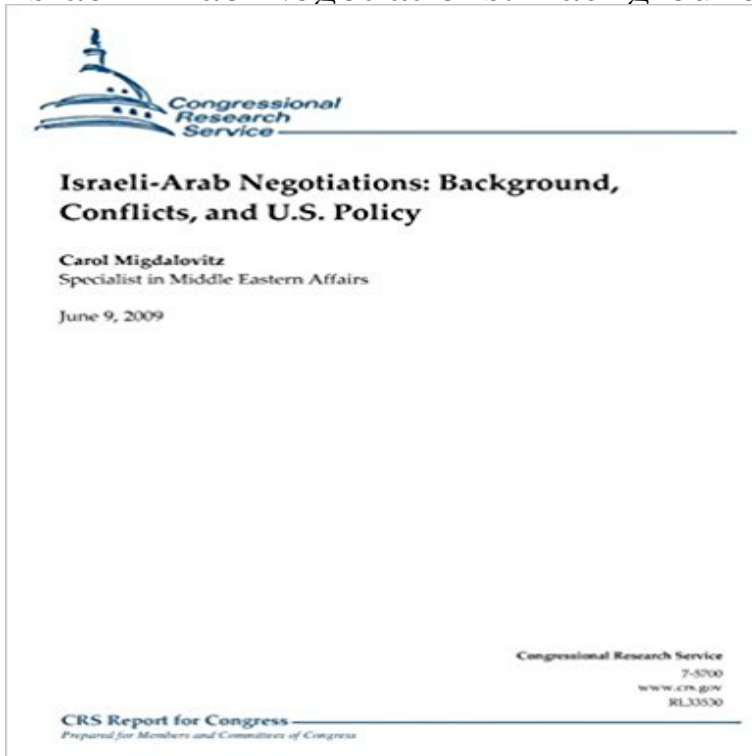 Congressional
Research
Service
Israeli-Arab Negotiations: Background,
Conflicts, and U.S. Policy
Carol Migdalovitz
Specialist in Middle Eastern Affairs
June 9, 2009
Congressional Research Service
7-5700
www.crs.gov
RL33530
CRS Report for Congress
Prepared for Members and Committees of Congress